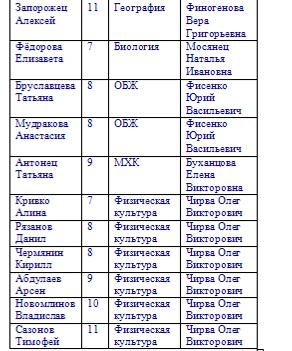 Запорожец Алексей 11 География Финогенова Вера Григорьевна
Фёдорова Елизавета 7 Биология Мосянец Наталья Ивановна
Бруславцева Татьяна 8 ОБЖ Фисенко Юрий Васильевич
Мудракова Анастасия 8 ОБЖ Фисенко Юрий Васильевич
Антонец Татьяна 9 МХК Буханцова Елена Викторовна
Кривко Алина 7 Физическая культура Чирва Олег Викторович
Рязанов Данил 8 Физическая культура Чирва Олег Викторович
Чермянин Кирилл 8 Физическая культура Чирва Олег Викторович
Абдулаев Арсен 9 Физическая культура Чирва Олег Викторович
Новомлинов Владислав 10 Физическая культура Чирва Олег Викторович
Сазонов Тимофей 11 Физическая культура Чирва Олег Викторович